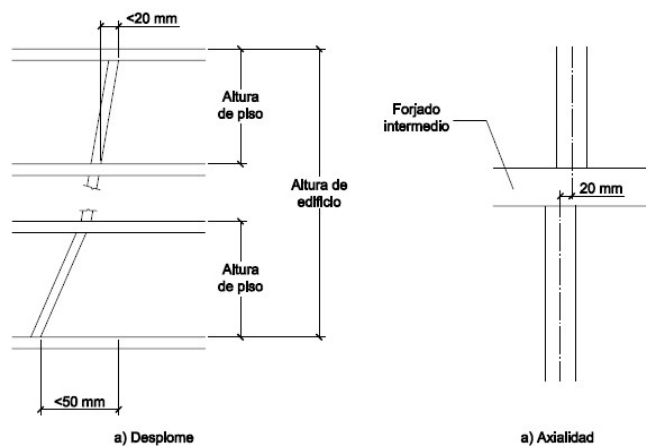 <20 mm
Altura
de piso
Altura de
edificio
Altura
de piso
<50 mm
a) Desplome
Forjado
intermedio
20 mm
a) Axialidad